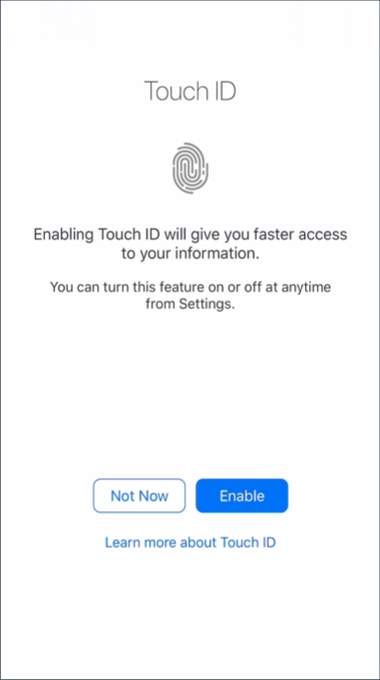 Touch ID
Enabling Touch ID will give you faster access
to your information.
You can turn this feature on or off at anytime
from Settings.
Not Now
Enable
Learn more about Touch ID